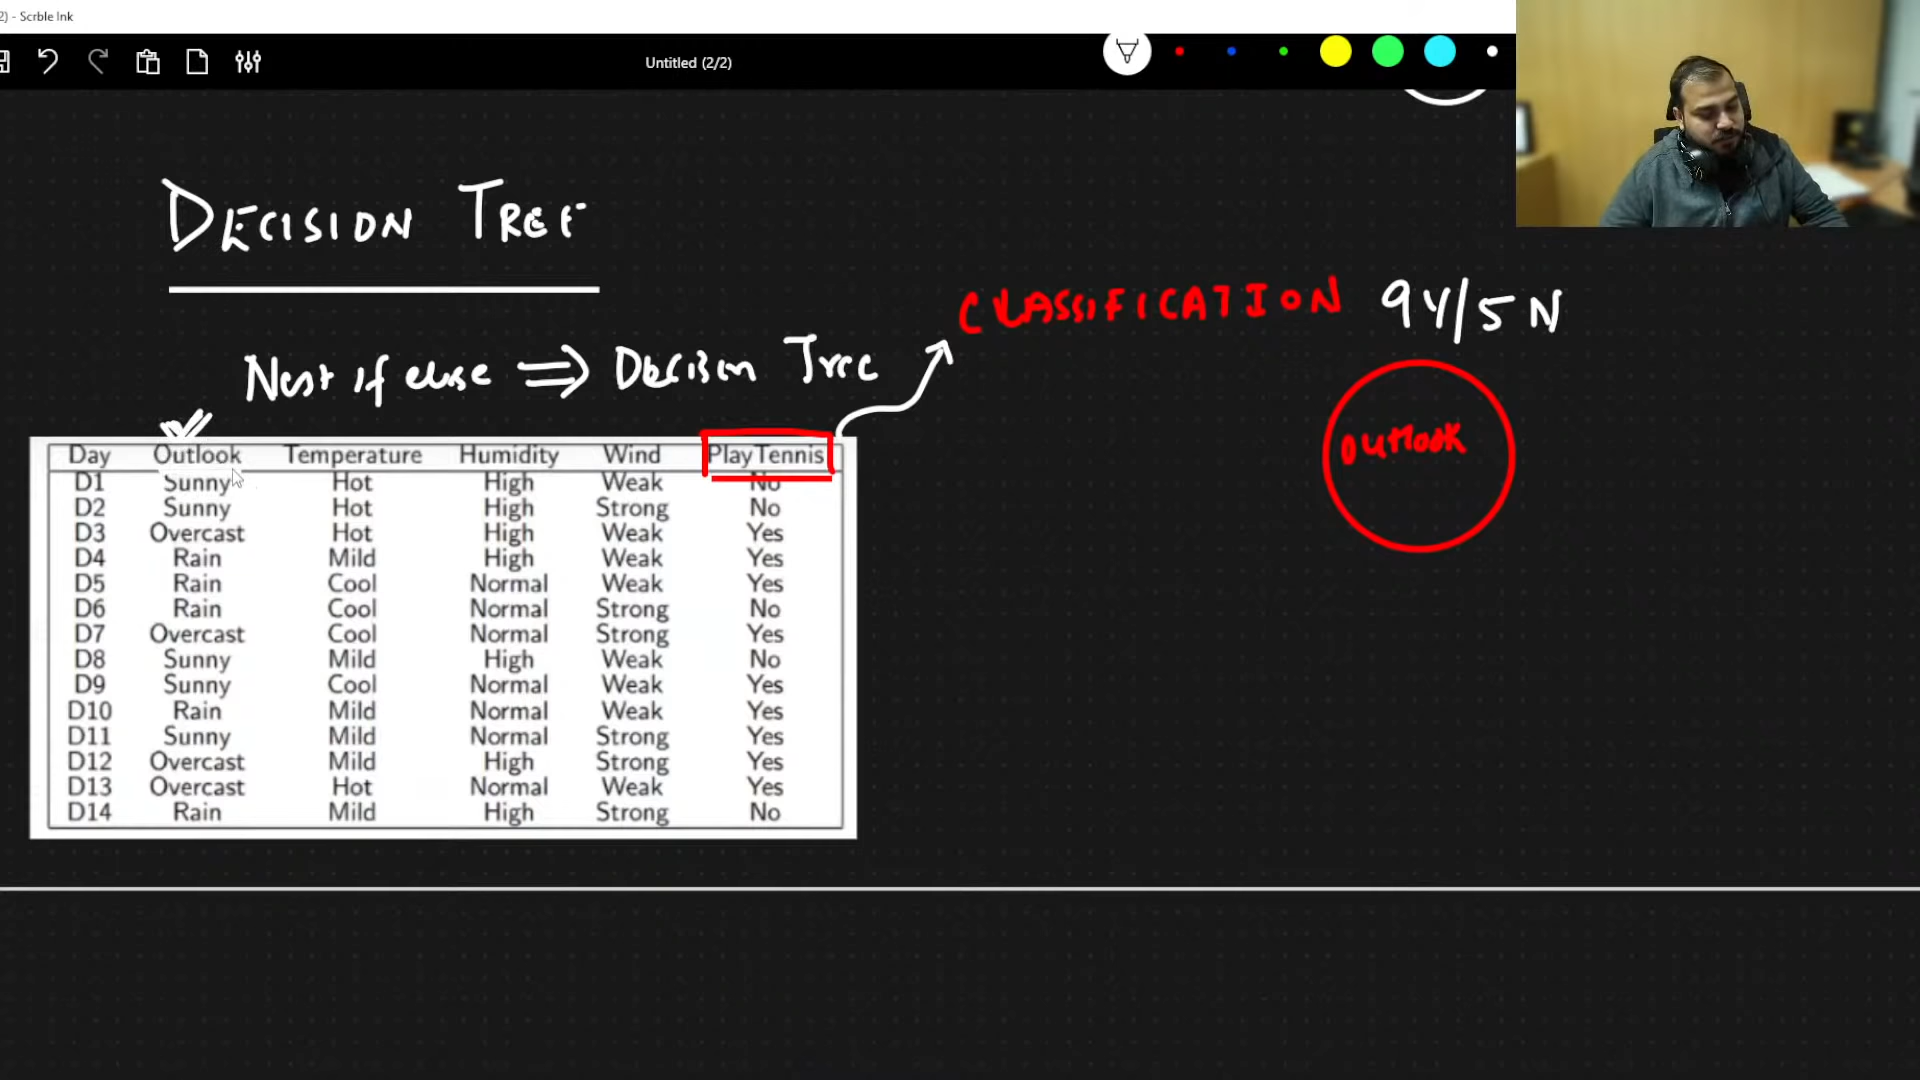 2) - Scrble Ink
Untitled (2/2)
DECISION TREE
CLASSIFICATION 9Y/5N
Nest if else ⇒ Decision Tree
OUTLOOK
Day Outlook Temperature Humidity Wind PlayTennis
D1 Sunny Hot High Weak No
D2 Sunny Hot High Strong No
D3 Overcast Hot High Weak Yes
D4 Rain Mild High Weak Yes
D5 Rain Cool Normal Weak Yes
D6 Rain Cool Normal Strong No
D7 Overcast Cool Normal Strong Yes
D8 Sunny Mild High Weak No
D9 Sunny Cool Normal Weak Yes
D10 Rain Mild Normal Weak Yes
D11 Sunny Mild Normal Strong Yes
D12 Overcast Mild High Strong Yes
D13 Overcast Hot Normal Weak Yes
D14 Rain Mild High Strong No